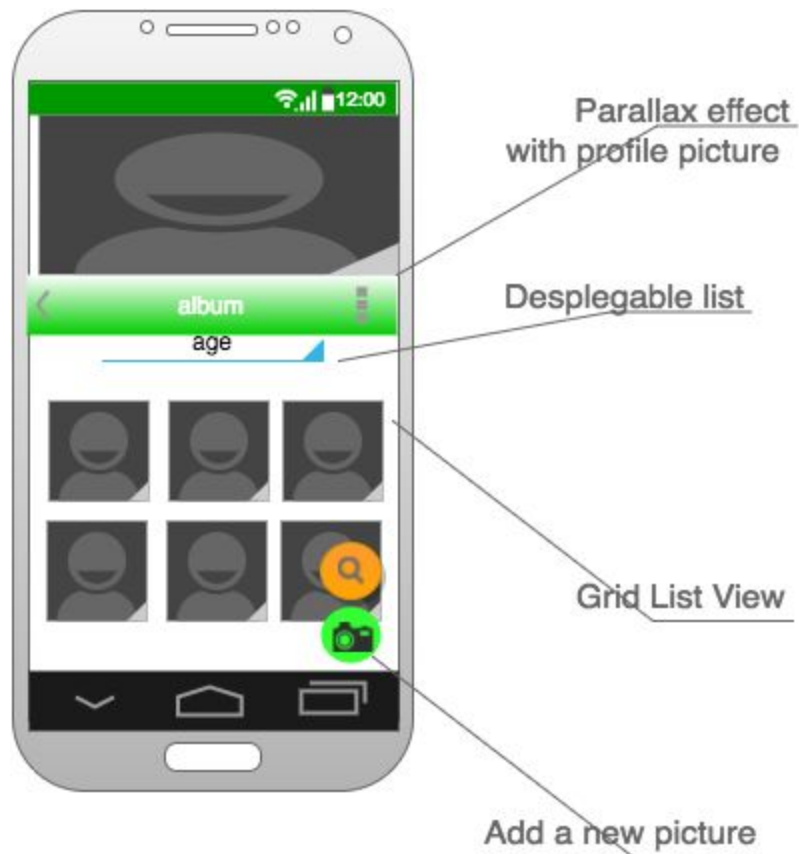 12:00
Parallax effect
with profile picture
album
Desplegable list
age
Grid List View
Add a new picture